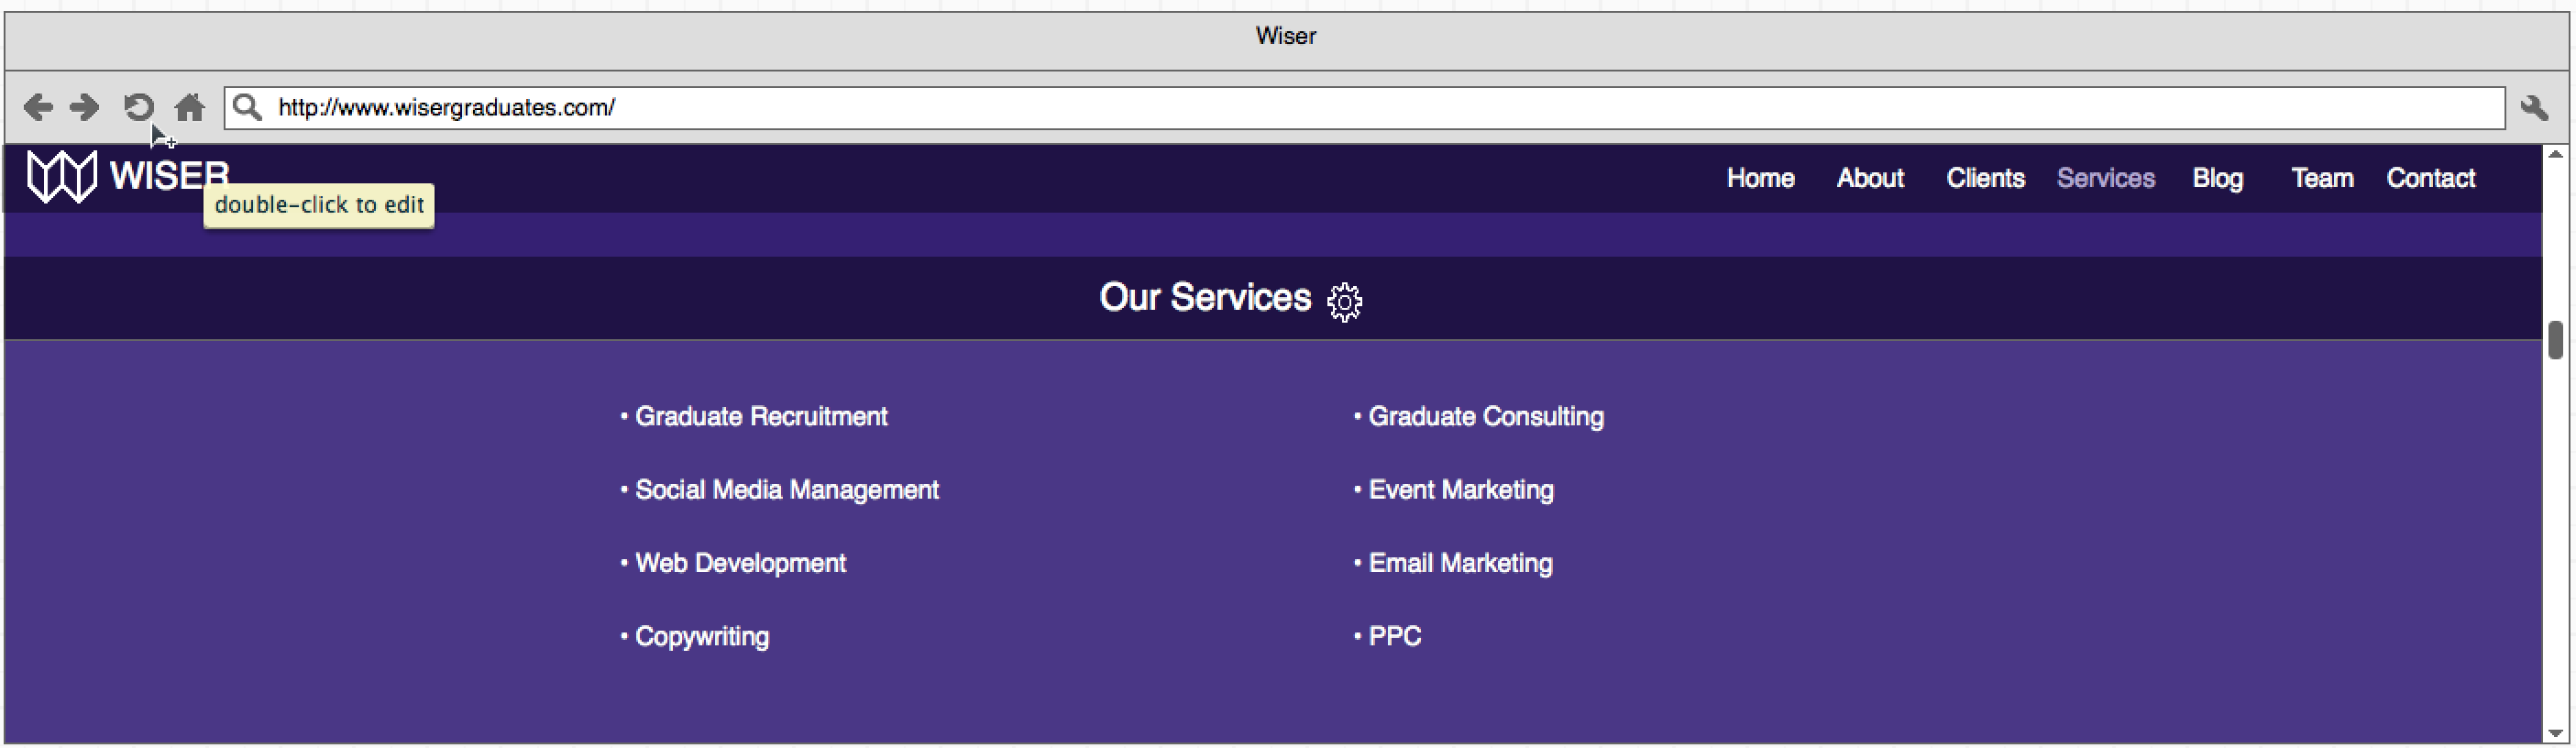 Wiser
http://www.wisergraduates.com/
WISER
double-click to edit
Home About Clients Services Blog Team Contact
Our Services
• Graduate Recruitment
• Graduate Consulting
• Social Media Management
• Event Marketing
• Web Development
• Email Marketing
• Copywriting
• PPC